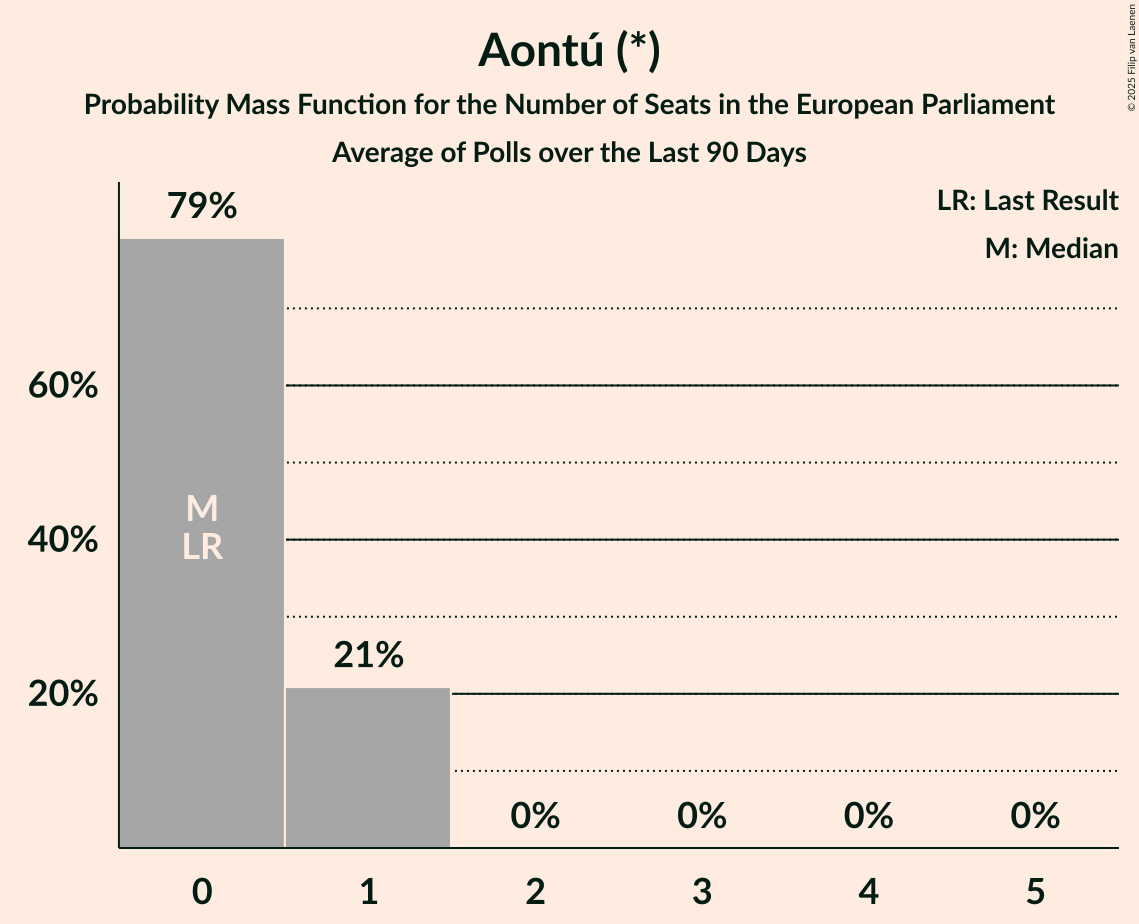 Aontú (*)
Probability Mass Function for the Number of Seats in the European Parliament
Average of Polls over the Last 90 Days
© 2025 Filip van Laenen
LR: Last Result
M: Median
79%
60%
M
40%
LR
21%
20%
0% 0% 0% 0%
0 1 2 3 4 5